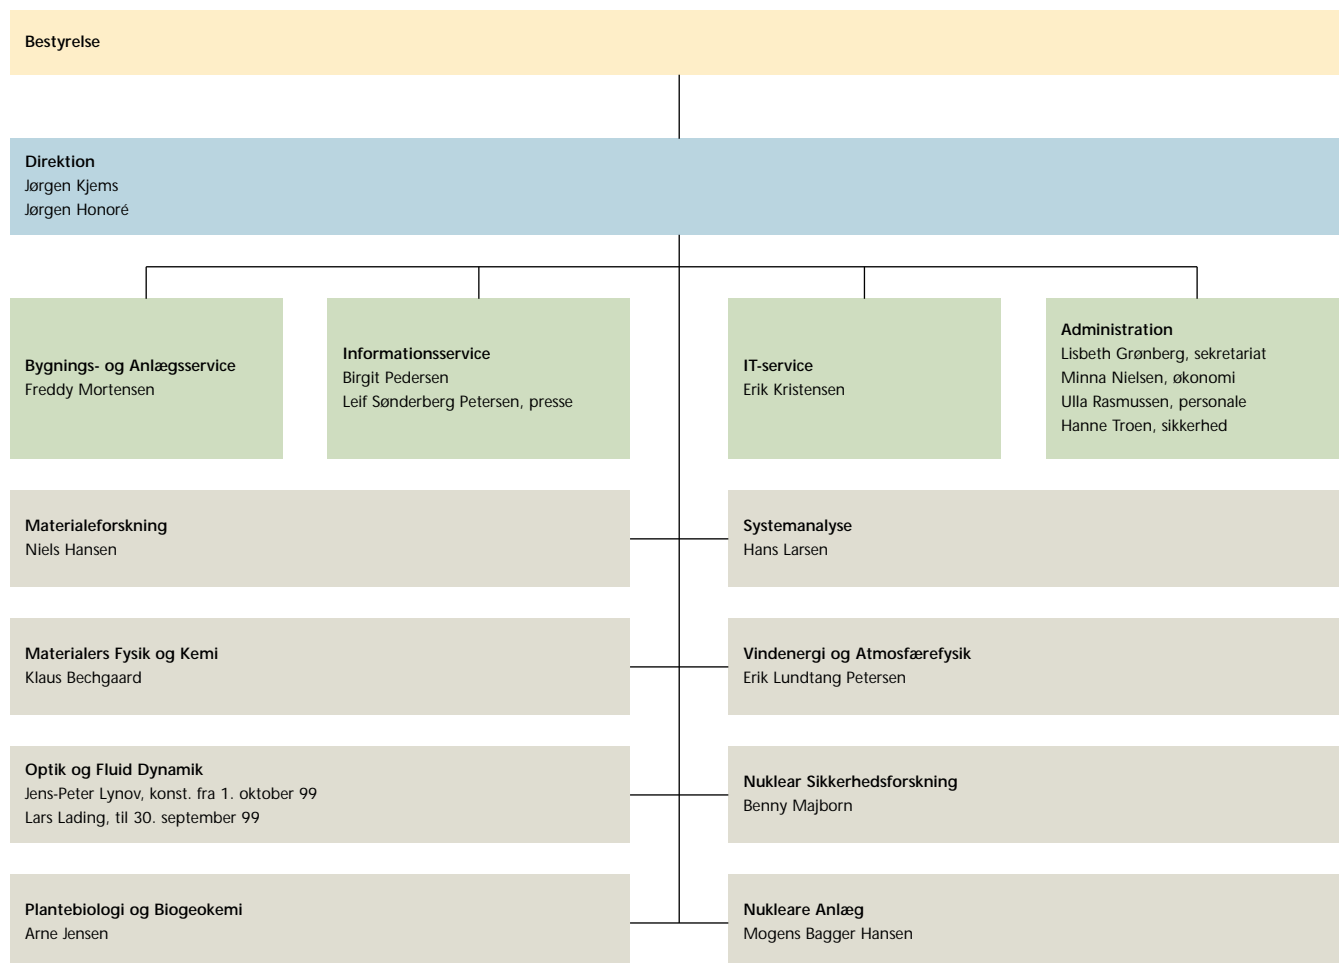 Bestyrelse
Direktion
Jørgen Kjems
Jørgen Honoré
Bygnings- og Anlægsservice
Freddy Mortensen
Informationsservice
Birgit Pedersen
Leif Sønderberg Petersen, presse
IT-service
Erik Kristensen
Administration
Lisbeth Grønberg, sekretariat
Minna Nielsen, økonomi
Ulla Rasmussen, personale
Hanne Troen, sikkerhed
Materialeforskning
Niels Hansen
Systemanalyse
Hans Larsen
Materialers Fysik og Kemi
Klaus Bechgaard
Vindenergi og Atmosfærefysik
Erik Lundtang Petersen
Optik og Fluid Dynamik
Jens-Peter Lynov, konst. fra 1. oktober 99
Lars Lading, til 30. september 99
Nuklear Sikkerhedsforskning
Benny Majborn
Plantebiologi og Biogeokemi
Arne Jensen
Nukleare Anlæg
Mogens Bagger Hansen